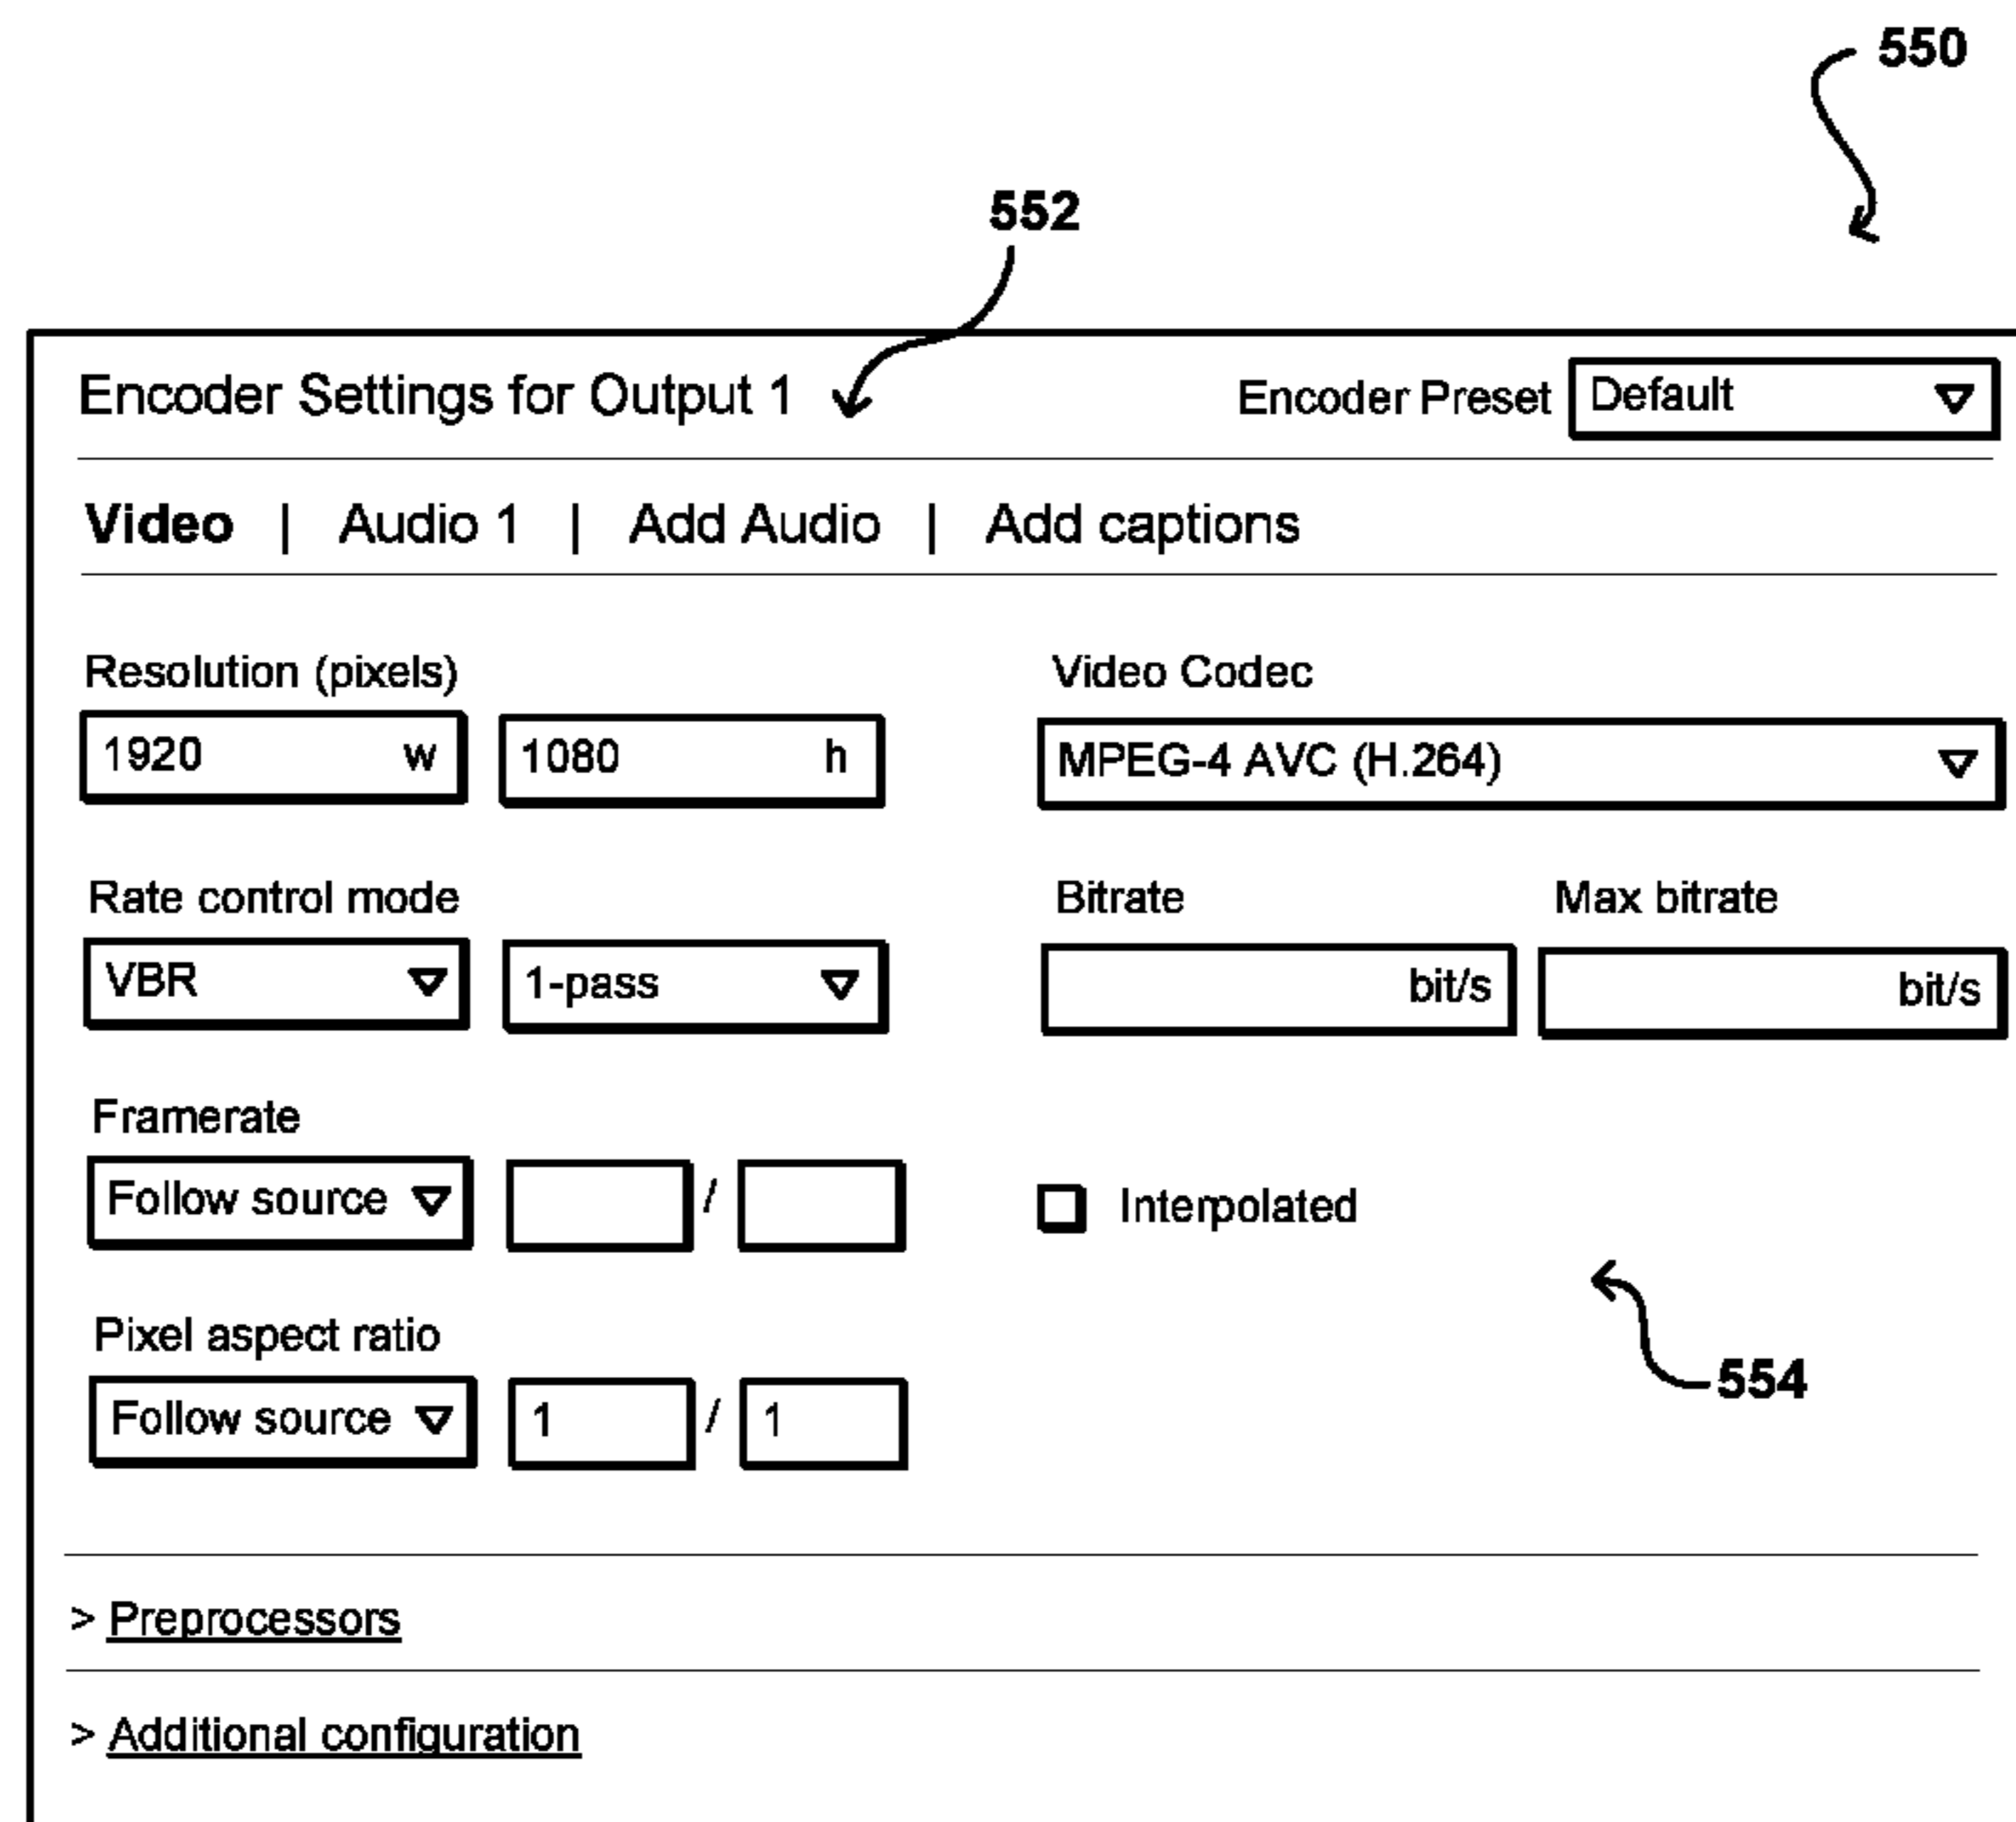 550
552
Encoder Settings for Output 1 Encoder Preset Default
Video | Audio 1 | Add Audio | Add captions
Resolution (pixels) Video Codec
1920 w 1080 h MPEG-4 AVC (H.264)
Rate control mode Bitrate Max bitrate
VBR 1-pass bit/s bit/s
Framerate
Follow source / Interpolated
Pixel aspect ratio
554
Follow source 1 / 1
> Preprocessors
> Additional configuration